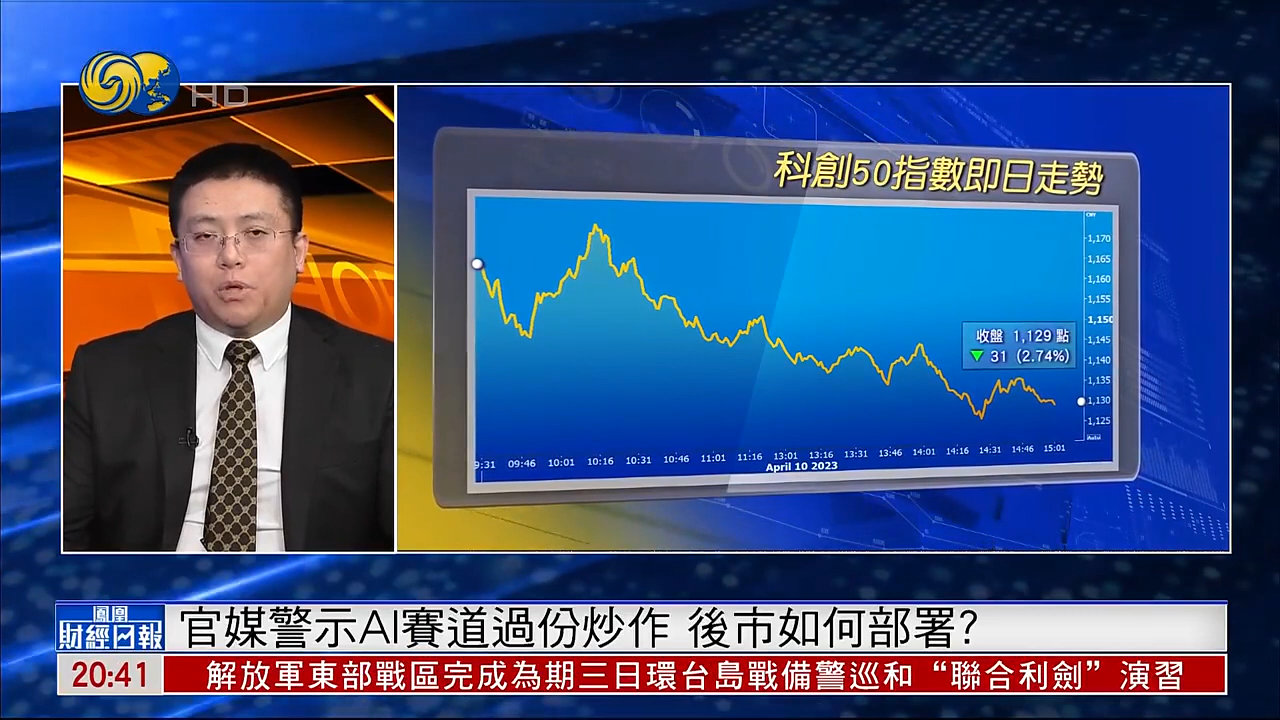 HD
科創50指數即日走勢
CNY
1,170
1,165
1,160
1,155
1,150
1,145
1,140
1,135
1,130
1,125
收盤 1,129 點
▼ 31 (2.74%)
9:31 09:46 10:01 10:16 10:31 10:46 11:01 11:16 13:01 13:16 13:31 13:46 14:01 14:16 14:31 14:46 15:01
April 10 2023
鳳凰
財經日報
官媒警示AI賽道過份炒作 後市如何部署?
20:41
解放軍東部戰區完成為期三日環台島戰備警巡和“聯合利劍”演習